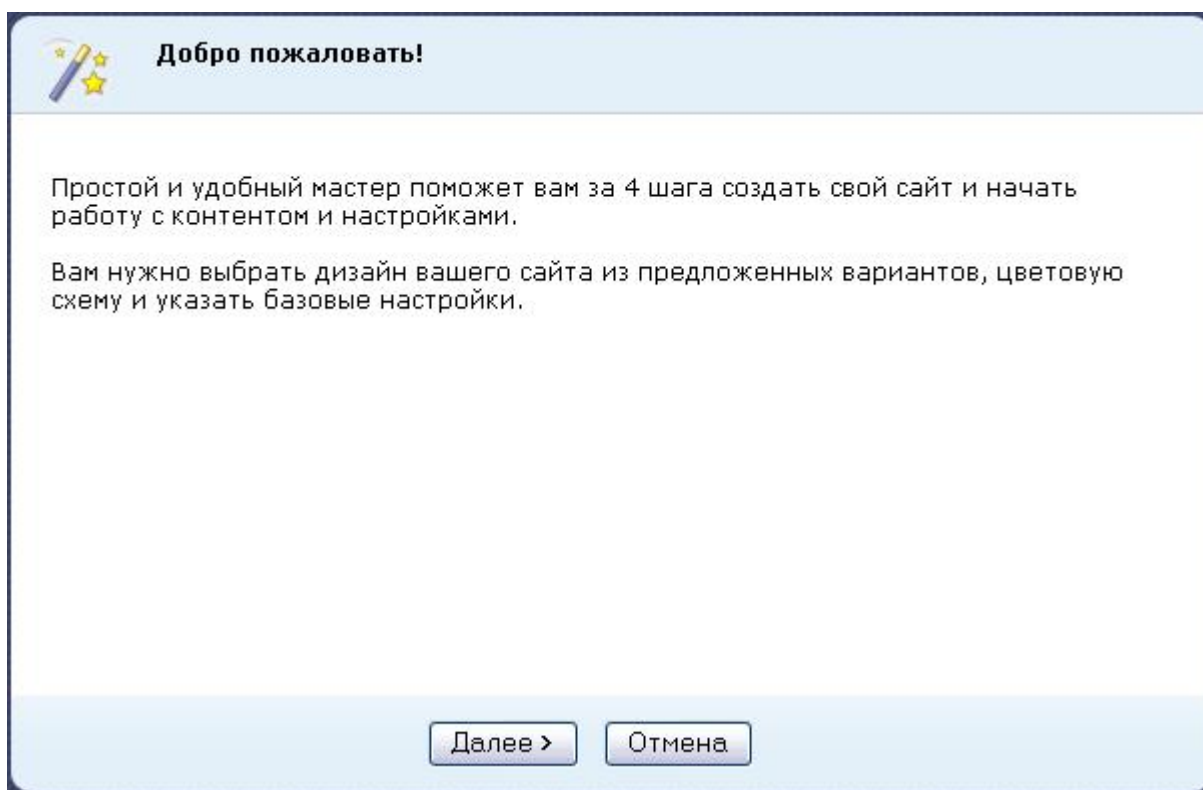 Добро пожаловать!
Простой и удобный мастер поможет вам за 4 шага создать свой сайт и начать
работу с контентом и настройками.
Вам нужно выбрать дизайн вашего сайта из предложенных вариантов, цветовую
схему и указать базовые настройки.
Далее >
Отмена